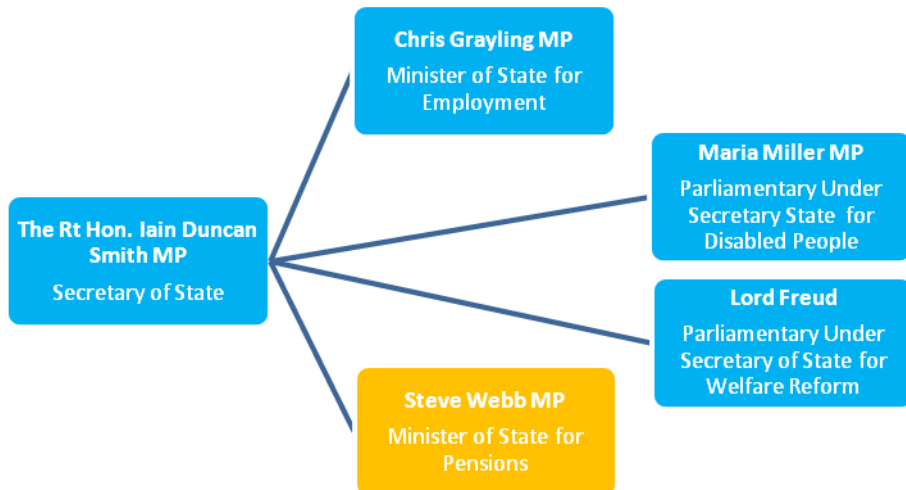 Chris Grayling MP
Minister of State for
Employment
Maria Miller MP
Parliamentary Under
Secretary State for
Disabled People
The Rt Hon. Iain Duncan
Smith MP
Secretary of State
Lord Freud
Parliamentary Under
Secretary of State for
Welfare Reform
Steve Webb MP
Minister of State for
Pensions